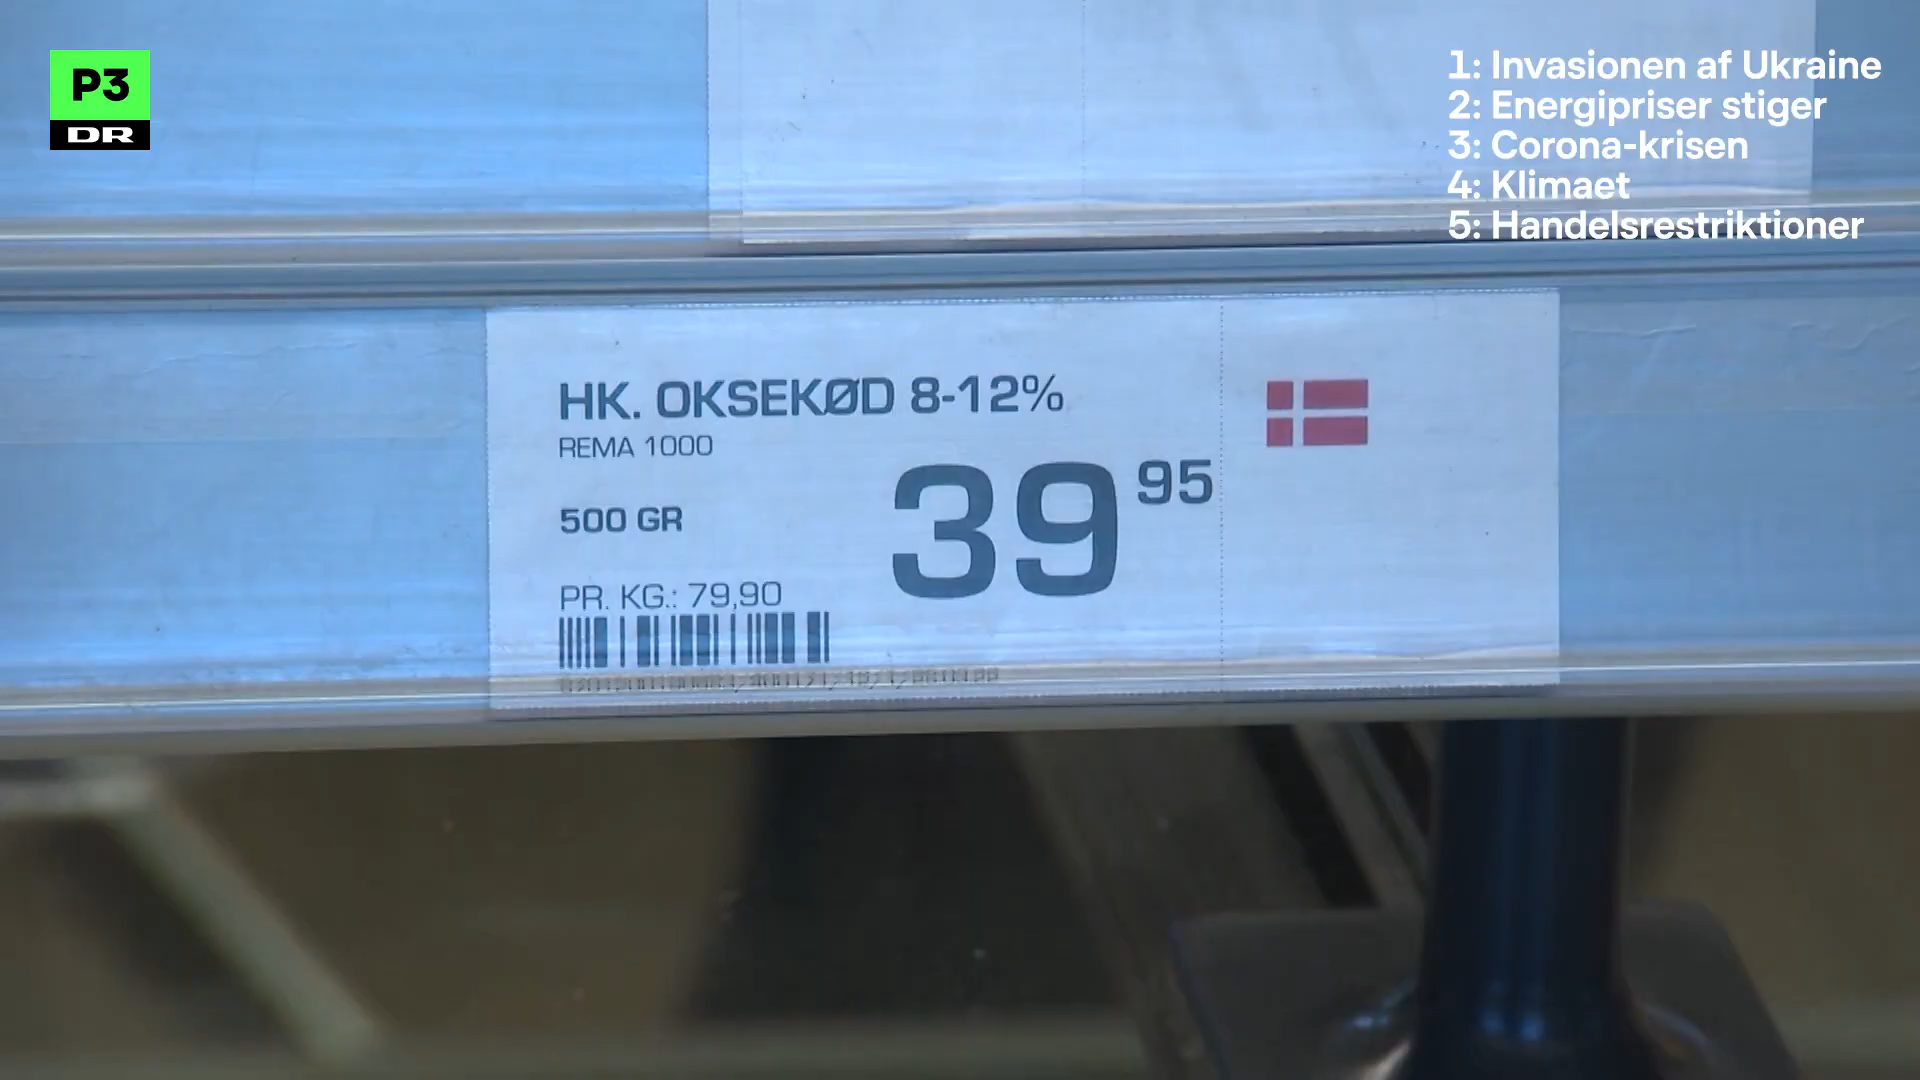 P3
DR
1: Invasionen af Ukraine
2: Energipriser stiger
3: Corona-krisen
4: Klimaet
5: Handelsrestriktioner
HK. OKSEKØD 8-12%
REMA 1000
39 95
500 GR
PR. KG.: 79,90